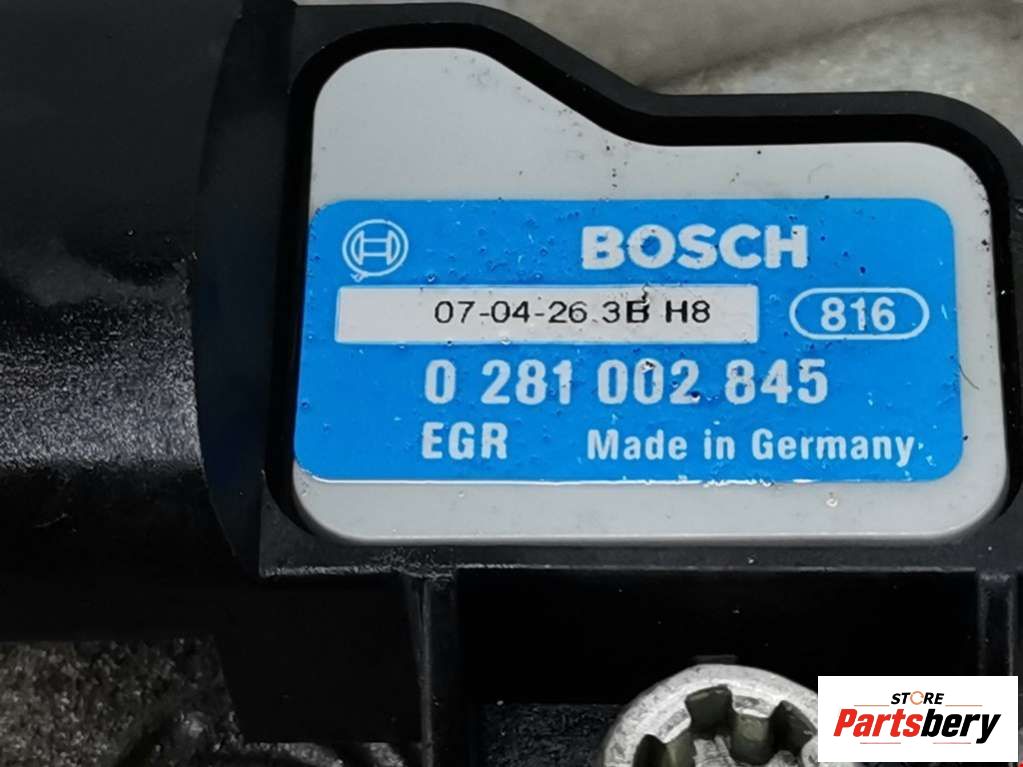 BOSCH
07-04-26.3B H8
816
0 281 002 845
EGR Made in Germany
STORE
Partsbery